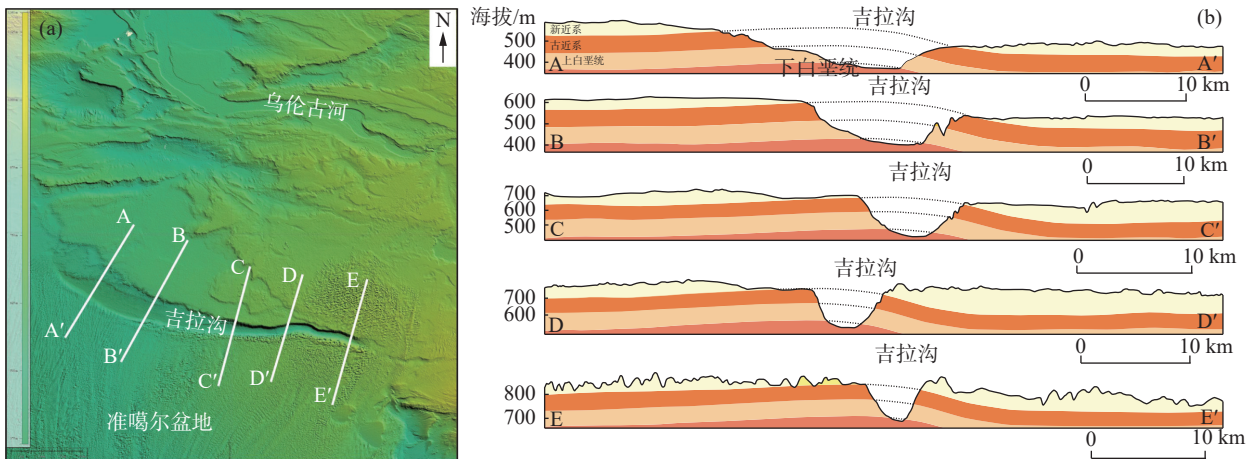 (a)
N
乌伦古河
A
B
C
D
E
吉拉沟
A′
B′
C′
D′
E′
准噶尔盆地
海拔/m
吉拉沟
(b)
新近系
500
古近系
400
上白垩统
A
下白垩统
A′
0
10 km
吉拉沟
600
500
400
B
B′
0
10 km
吉拉沟
700
600
500
C
C′
0
10 km
吉拉沟
700
600
D
D′
0
10 km
吉拉沟
800
700
E
E′
0
10 km